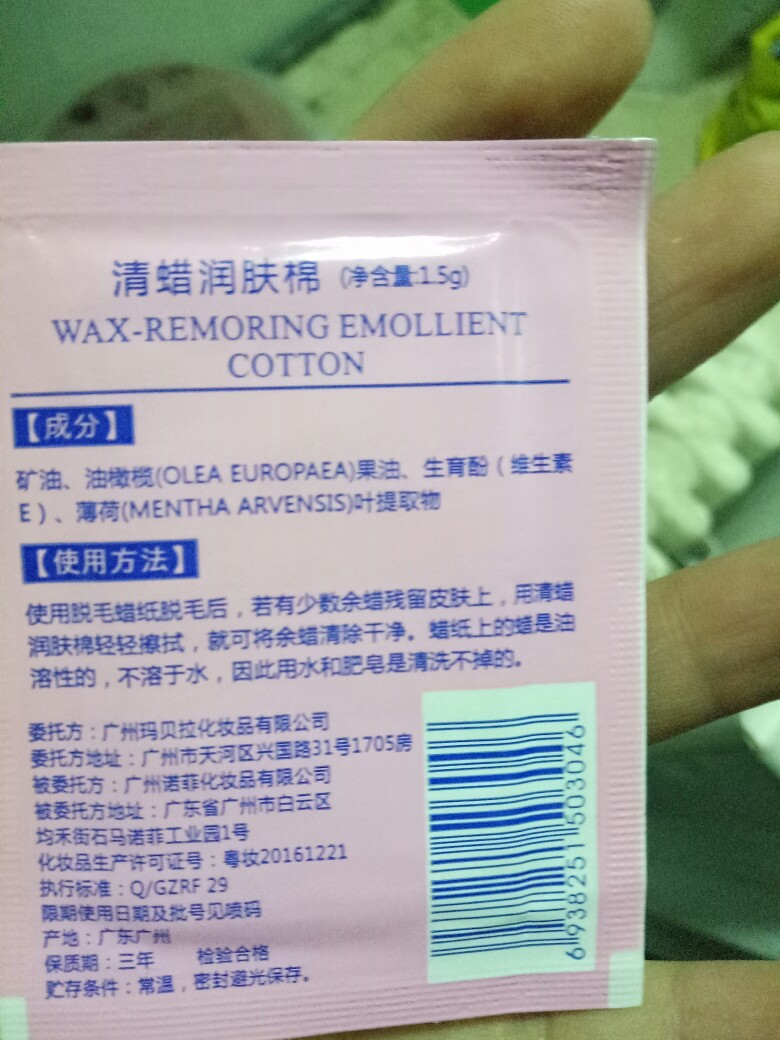 清蜡润肤棉 (净含量:1.5g)
WAX-REMORING EMOLLIENT
COTTON
【成分】
矿油、油橄榄(OLEA EUROPAEA)果油、生育酚（维生素
E）、薄荷(MENTHA ARVENSIS)叶提取物
【使用方法】
使用脱毛蜡纸脱毛后，若有少数余蜡残留皮肤上，用清蜡
润肤棉轻轻擦拭，就可将余蜡清除干净。蜡纸上的蜡是油
溶性的，不溶于水，因此用水和肥皂是清洗不掉的。
委托方：广州玛贝拉化妆品有限公司
委托方地址：广州市天河区兴国路31号1705房
被委托方：广州诺菲化妆品有限公司
被委托方地址：广东省广州市白云区
均禾街石马诺菲工业园1号
化妆品生产许可证号：粤妆20161221
执行标准：Q/GZRF 29
限期使用日期及批号见喷码
产地：广东广州
保质期：三年 检验合格
贮存条件：常温，密封避光保存。
6 938251 503046